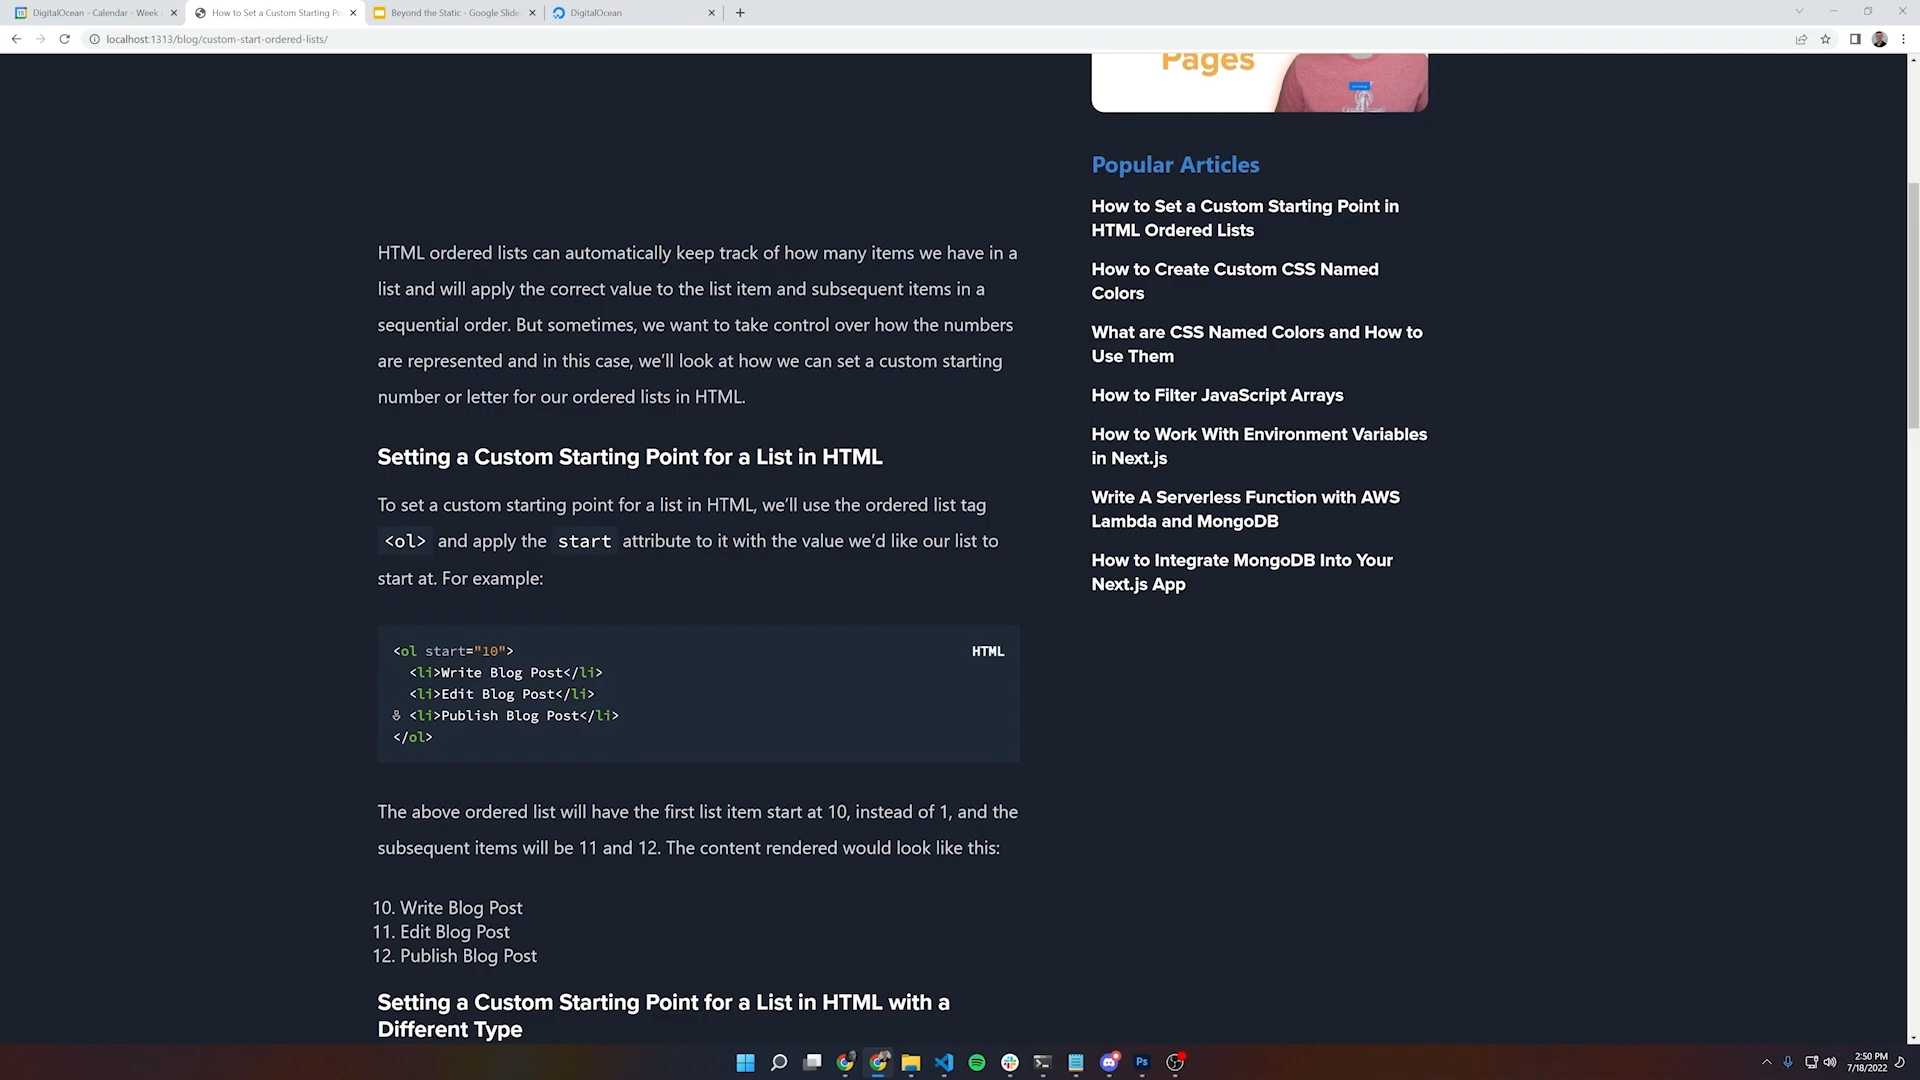 DigitalOcean - Calendar - Week
How to Set a Custom Starting Po
Beyond the Static - Google Slide
DigitalOcean
localhost:1313/blog/custom-start-ordered-lists/
Pages
HTML ordered lists can automatically keep track of how many items we have in a
list and will apply the correct value to the list item and subsequent items in a
sequential order. But sometimes, we want to take control over how the numbers
are represented and in this case, we’ll look at how we can set a custom starting
number or letter for our ordered lists in HTML.
Setting a Custom Starting Point for a List in HTML
To set a custom starting point for a list in HTML, we’ll use the ordered list tag
<ol> and apply the start attribute to it with the value we’d like our list to
start at. For example:
<ol start="10">
HTML
<li>Write Blog Post</li>
<li>Edit Blog Post</li>
<li>Publish Blog Post</li>
</ol>
The above ordered list will have the first list item start at 10, instead of 1, and the
subsequent items will be 11 and 12. The content rendered would look like this:
10. Write Blog Post
11. Edit Blog Post
12. Publish Blog Post
Setting a Custom Starting Point for a List in HTML with a
Different Type
Popular Articles
How to Set a Custom Starting Point in
HTML Ordered Lists
How to Create Custom CSS Named
Colors
What are CSS Named Colors and How to
Use Them
How to Filter JavaScript Arrays
How to Work With Environment Variables
in Next.js
Write A Serverless Function with AWS
Lambda and MongoDB
How to Integrate MongoDB Into Your
Next.js App
Ps
2:50 PM
7/18/2022